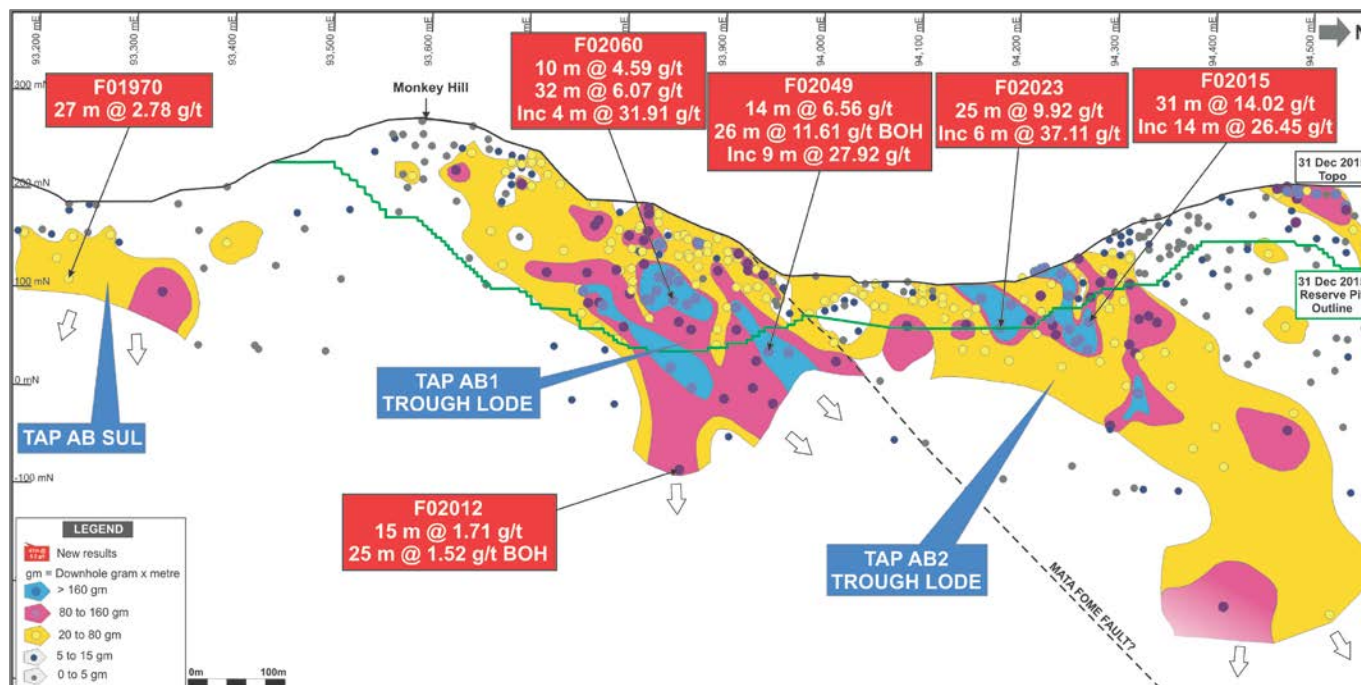 93,200 mE
93,300 mE
93,400 mE
93,500 mE
93,600 mE
93,900 mE
94,000 mE
94,100 mE
94,200 mE
94,300 mE
94,400 mE
94,500 mE
N
300 mN
200 mN
100 mN
0 mN
-100 mN
F01970
27 m @ 2.78 g/t
Monkey Hill
F02060
10 m @ 4.59 g/t
32 m @ 6.07 g/t
Inc 4 m @ 31.91 g/t
F02049
14 m @ 6.56 g/t
26 m @ 11.61 g/t BOH
Inc 9 m @ 27.92 g/t
F02023
25 m @ 9.92 g/t
Inc 6 m @ 37.11 g/t
F02015
31 m @ 14.02 g/t
Inc 14 m @ 26.45 g/t
31 Dec 2015
Topo
31 Dec 2015
Reserve Pit
Outline
TAP AB SUL
TAP AB1
TROUGH LODE
F02012
15 m @ 1.71 g/t
25 m @ 1.52 g/t BOH
TAP AB2
TROUGH LODE
MATA FOME FAULT?
LEGEND
New results
gm = Downhole gram x metre
> 160 gm
80 to 160 gm
20 to 80 gm
5 to 15 gm
0 to 5 gm
0m 100m